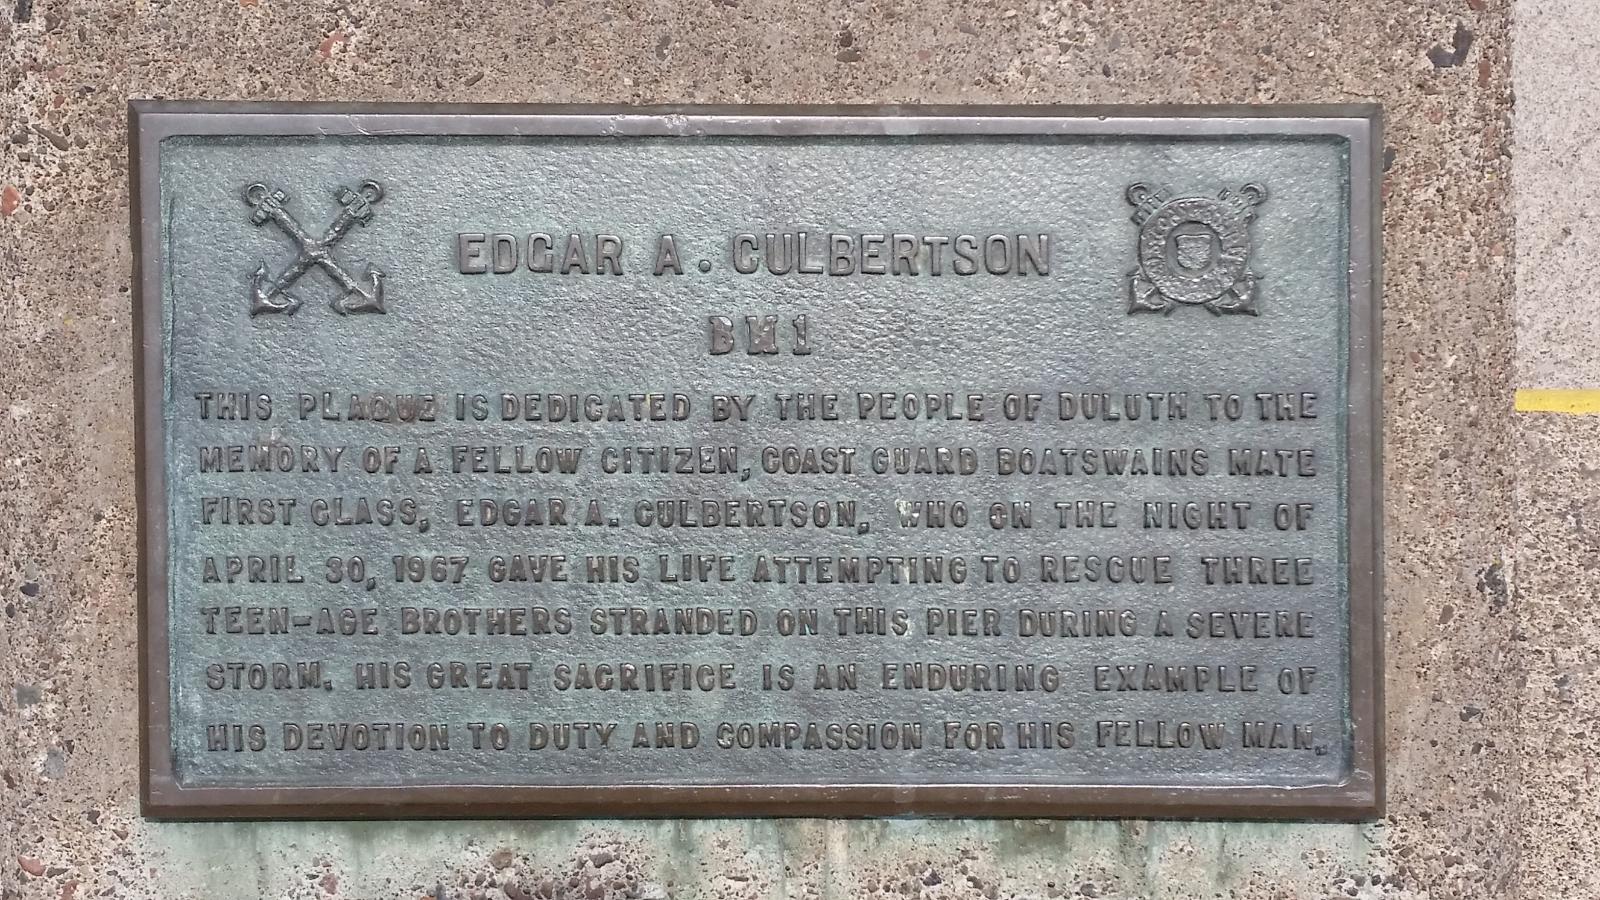 EDGAR A. CULBERTSON
BM1
THIS PLAQUE IS DEDICATED BY THE PEOPLE OF DULUTH TO THE
MEMORY OF A FELLOW CITIZEN, COAST GUARD BOATSWAINS MATE
FIRST CLASS, EDGAR A. CULBERTSON, WHO ON THE NIGHT OF
APRIL 30, 1967 GAVE HIS LIFE ATTEMPTING TO RESCUE THREE
TEEN-AGE BROTHERS STRANDED ON THIS PIER DURING A SEVERE
STORM. HIS GREAT SACRIFICE IS AN ENDURING EXAMPLE OF
HIS DEVOTION TO DUTY AND COMPASSION FOR HIS FELLOW MAN.